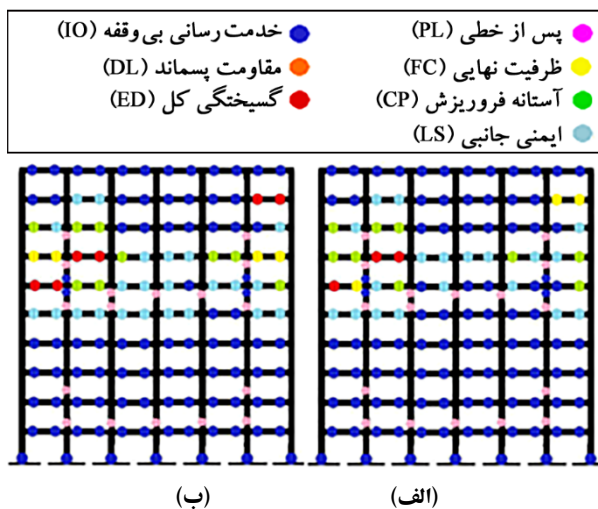 پس از خطی (PL)
ظرفیت نهایی (FC)
آستانه فروریزش (CP)
ایمنی جانبی (LS)
خدمت رسانی بی‌وقفه (IO)
مقاومت پسماند (DL)
گسیختگی کل (ED)
(الف)
(ب)